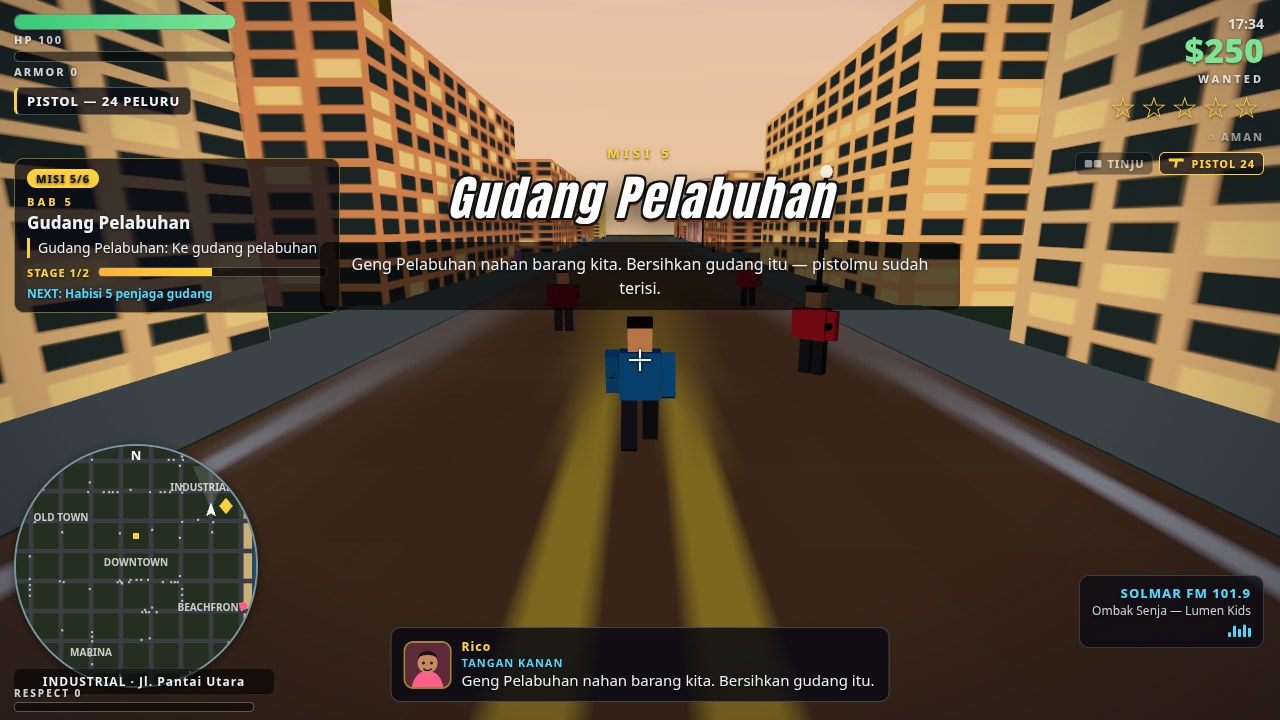 HP 100
ARMOR 0
PISTOL — 24 PELURU
17:34
$250
WANTED
☆ ☆ ☆ ☆ ☆
○ AMAN
TINJU
PISTOL 24
MISI 5
Gudang Pelabuhan
Geng Pelabuhan nahan barang kita. Bersihkan gudang itu — pistolmu sudah
terisi.
MISI 5/6
BAB 5
Gudang Pelabuhan
Gudang Pelabuhan: Ke gudang pelabuhan
STAGE 1/2
NEXT: Habisi 5 penjaga gudang
N
INDUSTRIAL
OLD TOWN
DOWNTOWN
BEACHFRONT
MARINA
INDUSTRIAL · Jl. Pantai Utara
RESPECT 0
Rico
TANGAN KANAN
Geng Pelabuhan nahan barang kita. Bersihkan gudang itu.
SOLMAR FM 101.9
Ombak Senja — Lumen Kids